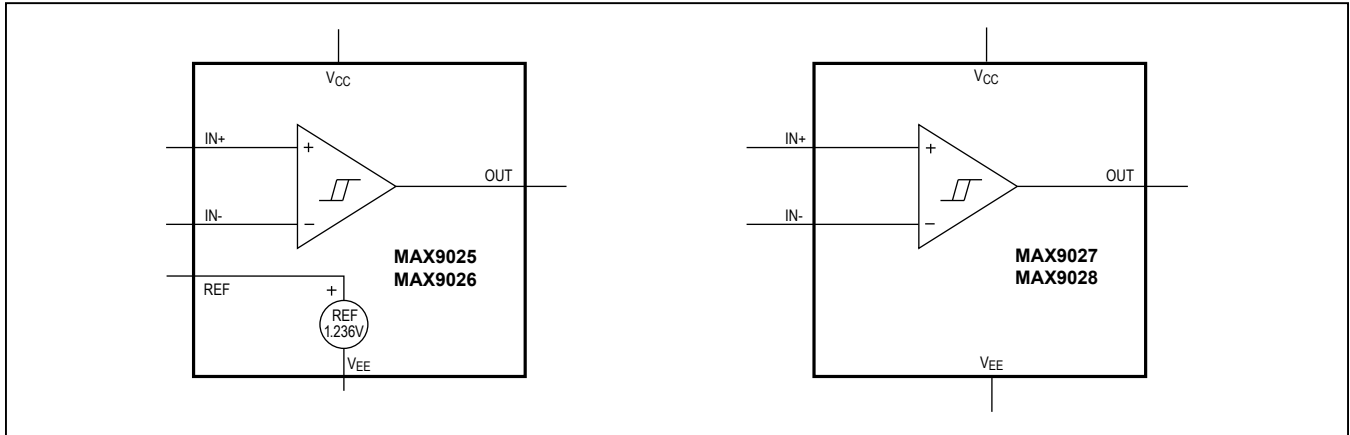 VCC
IN+
+
OUT
IN-
−
MAX9025
MAX9026
REF
+
REF
1.236V
VEE
VCC
IN+
+
OUT
IN-
−
MAX9027
MAX9028
VEE